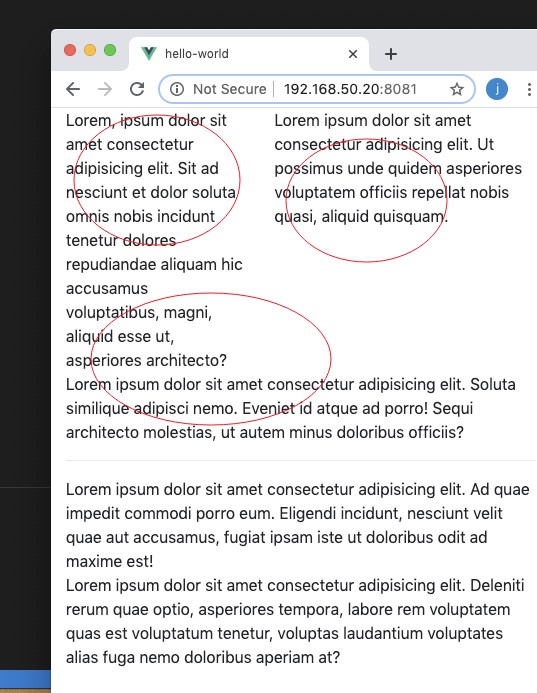 hello-world
Not Secure | 192.168.50.20:8081
j
Lorem, ipsum dolor sit
amet consectetur
adipisicing elit. Sit ad
nesciunt et dolor soluta
omnis nobis incidunt
tenetur dolores
repudiandae aliquam hic
accusamus
voluptatibus, magni,
aliquid esse ut,
asperiores architecto?
Lorem ipsum dolor sit amet
consectetur adipisicing elit. Ut
possimus unde quidem asperiores
voluptatem officiis repellat nobis
quasi, aliquid quisquam.
Lorem ipsum dolor sit amet consectetur adipisicing elit. Soluta
similique adipisci nemo. Eveniet id atque ad porro! Sequi
architecto molestias, ut autem minus doloribus officiis?
Lorem ipsum dolor sit amet consectetur adipisicing elit. Ad quae
impedit commodi porro eum. Eligendi incidunt, nesciunt velit
quae aut accusamus, fugiat ipsam iste ut doloribus odit ad
maxime est!
Lorem ipsum dolor sit amet consectetur adipisicing elit. Deleniti
rerum quae optio, asperiores tempora, labore rem voluptatem
quas est voluptatum tenetur, voluptas laudantium voluptates
alias fuga nemo doloribus aperiam at?